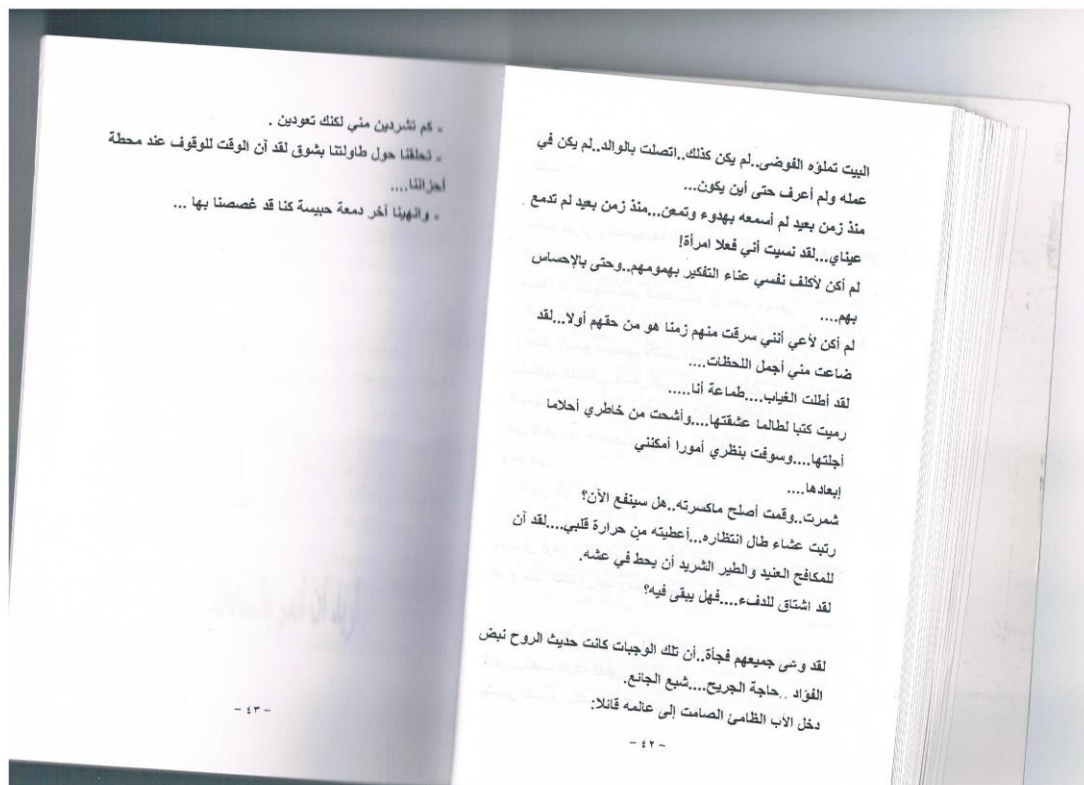 البيت تملؤه الفوضى..لم يكن كذلك..اتصلت بالوالد..لم يكن في
عمله ولم أعرف حتى أين يكون...
منذ زمن بعيد لم أسمعه بهدوء وتمعن...منذ زمن بعيد لم تدمع
عيناي...لقد نسيت أني فعلا امرأة!
لم أكن لأكلف نفسي عناء التفكير بهمومهم..وحتى بالإحساس
بهم....
لم أكن لأعي أنني سرقت منهم زمنا هو من حقهم أولا...لقد
ضاعت مني أجمل اللحظات....
لقد أطلت الغياب....طماعة أنا.....
رميت كتبا لطالما عشقتها....وأشحت من خاطري أحلاما
أجلتها....وسوفت بنظري أمورا أمكنني
إبعادها....
شمرت..وقمت أصلح ماكسرته..هل سينفع الآن؟
رتبت عشاء طال انتظاره...أعطيته من حرارة قلبي....لقد آن
للمكافح العنيد والطير الشريد أن يحط في عشه.
لقد اشتاق للدفء....فهل يبقى فيه؟
لقد وشى جميعهم فجأة..أن تلك الوجبات كانت حديث الروح نبض
الفؤاد ..حاجة الجريح....شبع الجائع.
دخل الأب الظامئ الصامت إلى عالمه قائلا:
- ٤٢ -
= كم تشردين مني لكنك تعودين .
= تحلقنا حول طاولتنا بشوق لقد آن الوقت للوقوف عند محطة
أحزاننا....
= وانهينا آخر دمعة حبيسة كنا قد غصصنا بها ...
- ٤٣ -